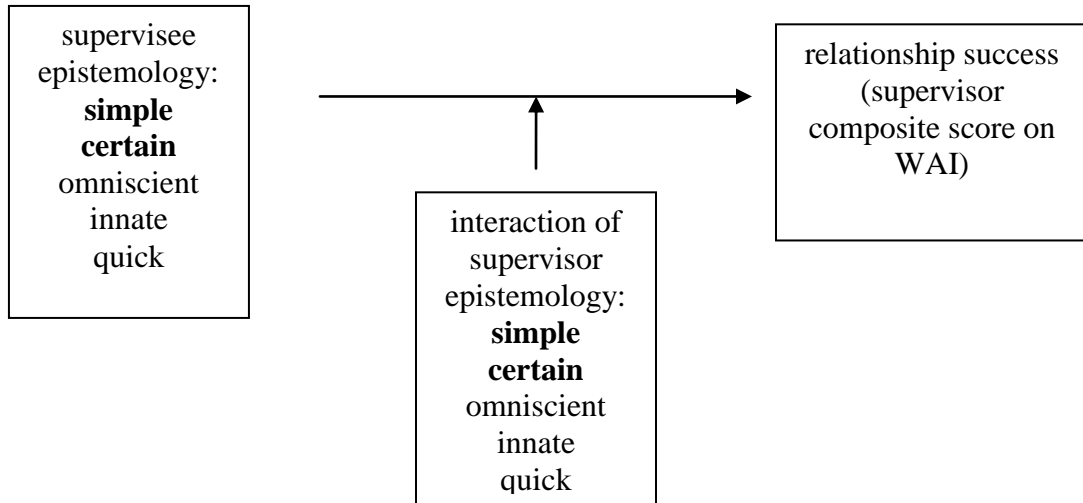 supervisee
epistemology:
simple
certain
omniscient
innate
quick
relationship success
(supervisor
composite score on
WAI)
interaction of
supervisor
epistemology:
simple
certain
omniscient
innate
quick